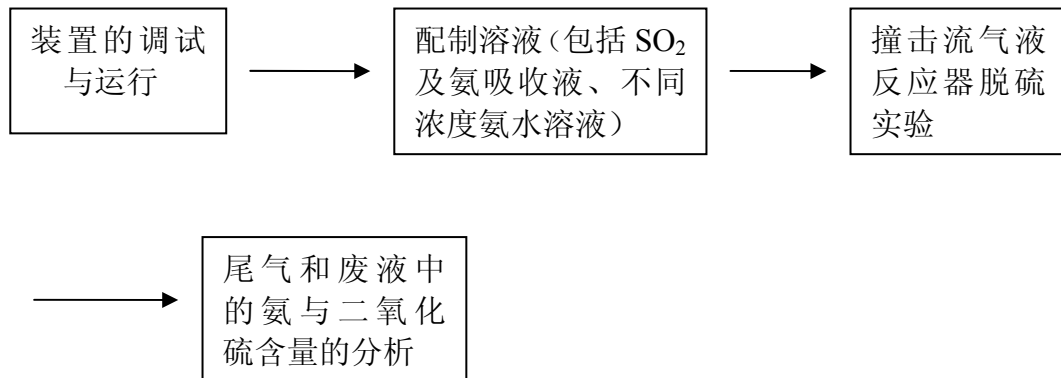 装置的调试
与运行
配制溶液（包括 SO₂
及氨吸收液、不同
浓度氨水溶液）
撞击流气液
反应器脱硫
实验
尾气和废液中
的氨与二氧化
硫含量的分析